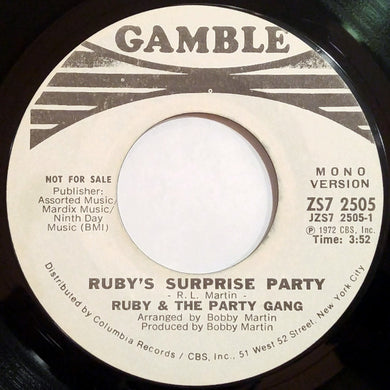 GAMBLE
NOT FOR SALE
Publisher:
Assorted Music/
Mardix Music/
Ninth Day
Music (BMI)
MONO
VERSION
ZS7 2505
JZS7 2505-1
Ⓟ 1972 CBS, Inc.
Time: 3:52
RUBY'S SURPRISE PARTY
- R. L. Martin -
RUBY & THE PARTY GANG
Arranged by Bobby Martin
Produced by Bobby Martin
Distributed by Columbia Records / CBS, Inc., 51 West 52 Street, New York City